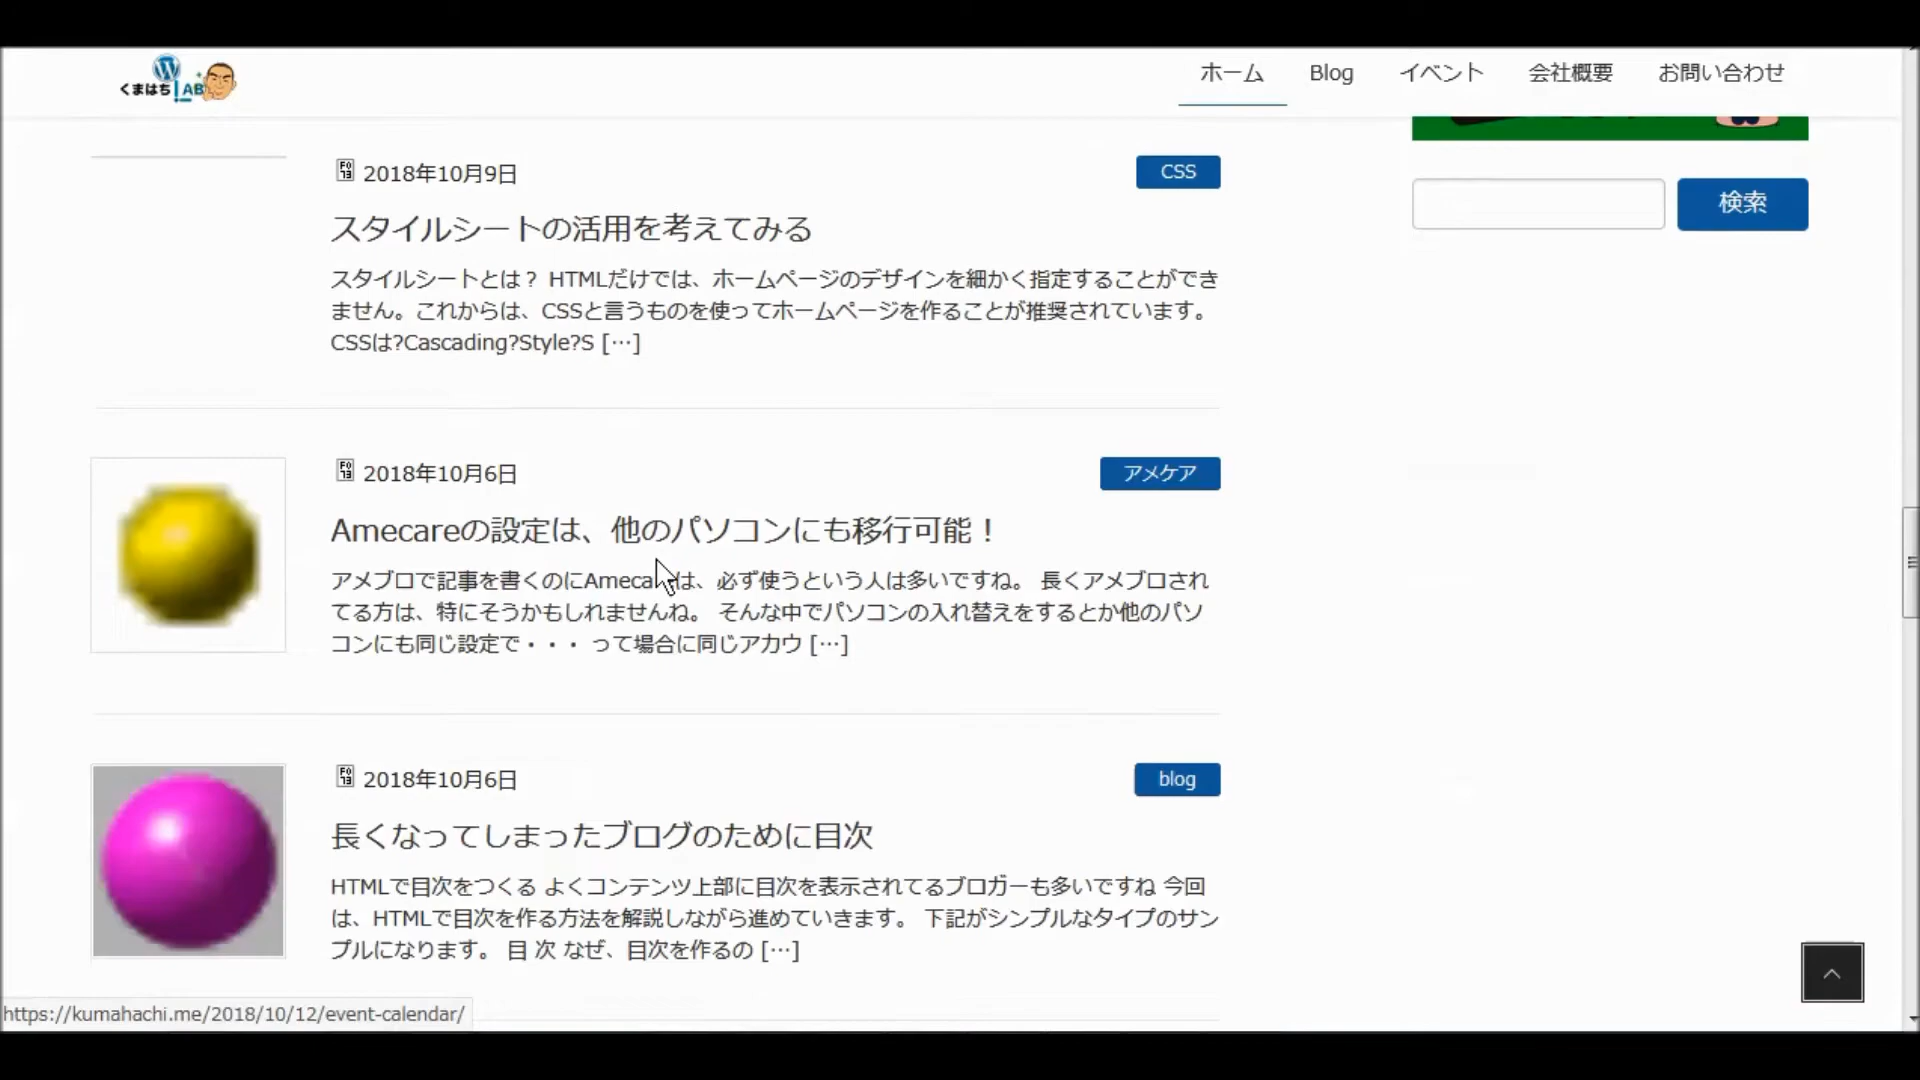 くまはちLAB
ホーム Blog イベント 会社概要 お問い合わせ
2018年10月9日 CSS
検索
スタイルシートの活用を考えてみる
スタイルシートとは？ HTMLだけでは、ホームページのデザインを細かく指定することができ
ません。これからは、CSSと言うものを使ってホームページを作ることが推奨されています。
CSSは?Cascading?Style?S […]
2018年10月6日 アメケア
Amecareの設定は、他のパソコンにも移行可能！
アメブロで記事を書くのにAmecaは、必ず使うという人は多いですね。 長くアメブロされ
てる方は、特にそうかもしれませんね。 そんな中でパソコンの入れ替えをするとか他のパソ
コンにも同じ設定で・・・ って場合に同じアカウ […]
2018年10月6日 blog
長くなってしまったブログのために目次
HTMLで目次をつくる よくコンテンツ上部に目次を表示されてるブロガーも多いですね 今回
は、HTMLで目次を作る方法を解説しながら進めていきます。 下記がシンプルなタイプのサン
プルになります。 目 次 なぜ、目次を作るの […]
https://kumahachi.me/2018/10/12/event-calendar/